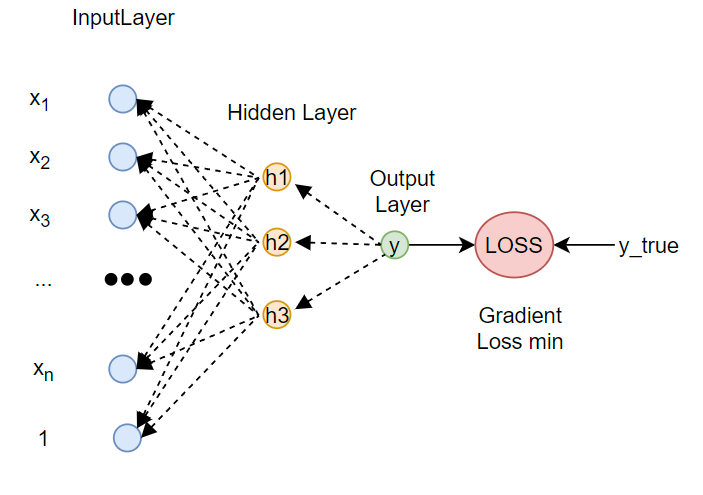 InputLayer
x1
x2
x3
...
xn
1
Hidden Layer
h1
h2
h3
Output
Layer
y
LOSS
y_true
Gradient
Loss min